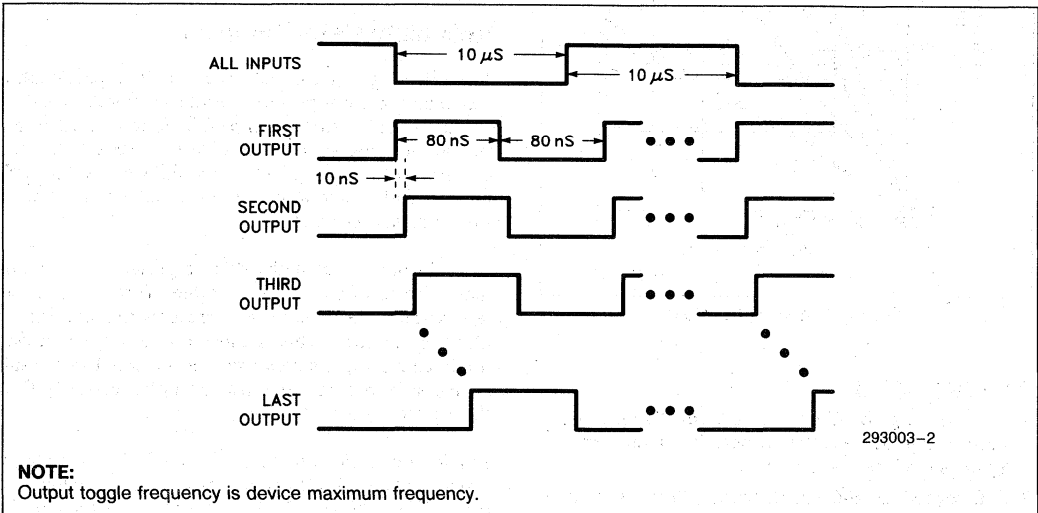 ALL INPUTS
10 μS
10 μS
FIRST
OUTPUT
80 nS
80 nS
10 nS
SECOND
OUTPUT
THIRD
OUTPUT
LAST
OUTPUT
293003-2
NOTE:
Output toggle frequency is device maximum frequency.